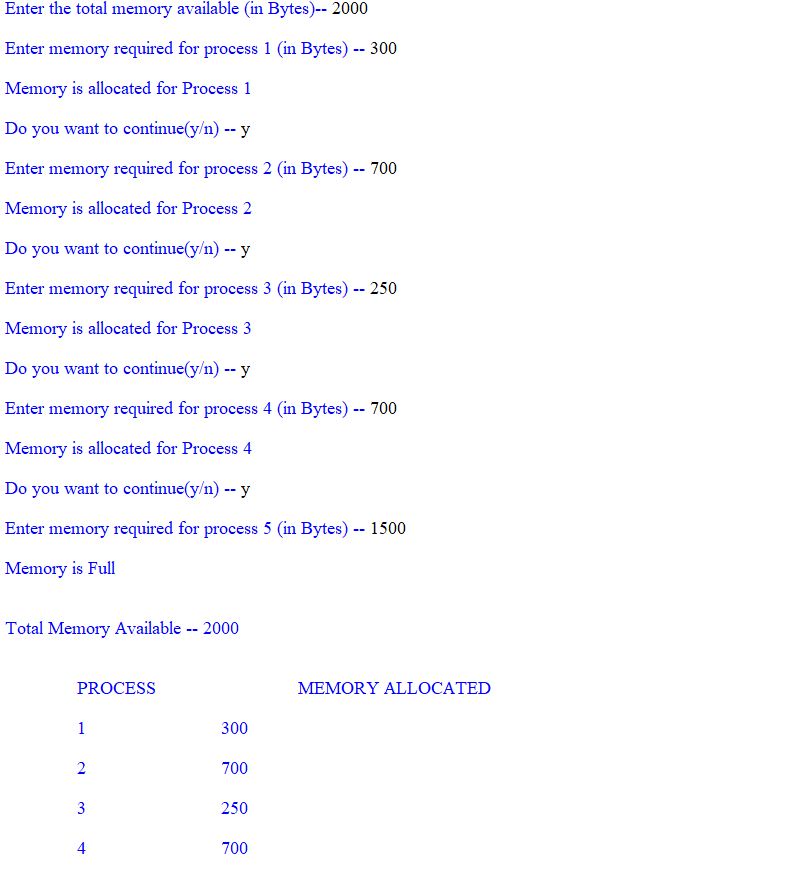 Enter the total memory available (in Bytes)-- 2000
Enter memory required for process 1 (in Bytes) -- 300
Memory is allocated for Process 1
Do you want to continue(y/n) -- y
Enter memory required for process 2 (in Bytes) -- 700
Memory is allocated for Process 2
Do you want to continue(y/n) -- y
Enter memory required for process 3 (in Bytes) -- 250
Memory is allocated for Process 3
Do you want to continue(y/n) -- y
Enter memory required for process 4 (in Bytes) -- 700
Memory is allocated for Process 4
Do you want to continue(y/n) -- y
Enter memory required for process 5 (in Bytes) -- 1500
Memory is Full
Total Memory Available -- 2000
PROCESS MEMORY ALLOCATED
1 300
2 700
3 250
4 700